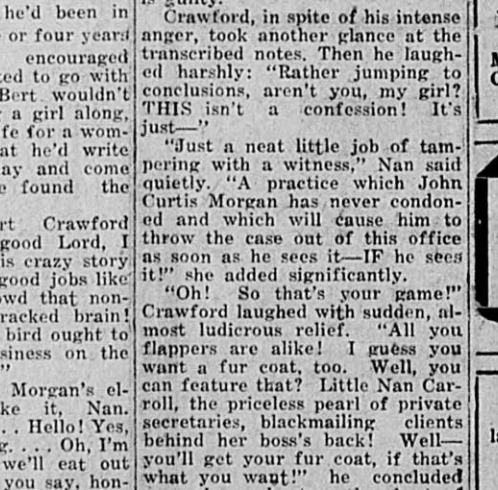 he'd been in
or four years
encouraged
ed to go with
Bert wouldn't
a girl along,
fe for a wom-
at he'd write
ay and come
e found the
rt Crawford
good Lord, I
is crazy story
good jobs like
owd that non-
racked brain!
bird ought to
siness on the
"
Morgan's el-
ke it, Nan.
. . Hello! Yes,
g. . . . Oh, I'm
we'll eat out
you say, hon-
Crawford, in spite of his intense
anger, took another glance at the
transcribed notes. Then he laugh-
ed harshly: "Rather jumping to
conclusions, aren't you, my girl?
THIS isn't a confession! It's
just—"
"Just a neat little job of tam-
pering with a witness," Nan said
quietly. "A practice which John
Curtis Morgan has never condon-
ed and which will cause him to
throw the case out of this office
as soon as he sees it—IF he sees
it!" she added significantly.
"Oh! So that's your game!"
Crawford laughed with sudden, al-
most ludicrous relief. "All you
flappers are alike! I guess you
want a fur coat, too. Well, you
can feature that? Little Nan Car-
roll, the priceless pearl of private
secretaries, blackmailing clients
behind her boss's back! Well—
you'll get your fur coat, if that's
what you want!" he concluded